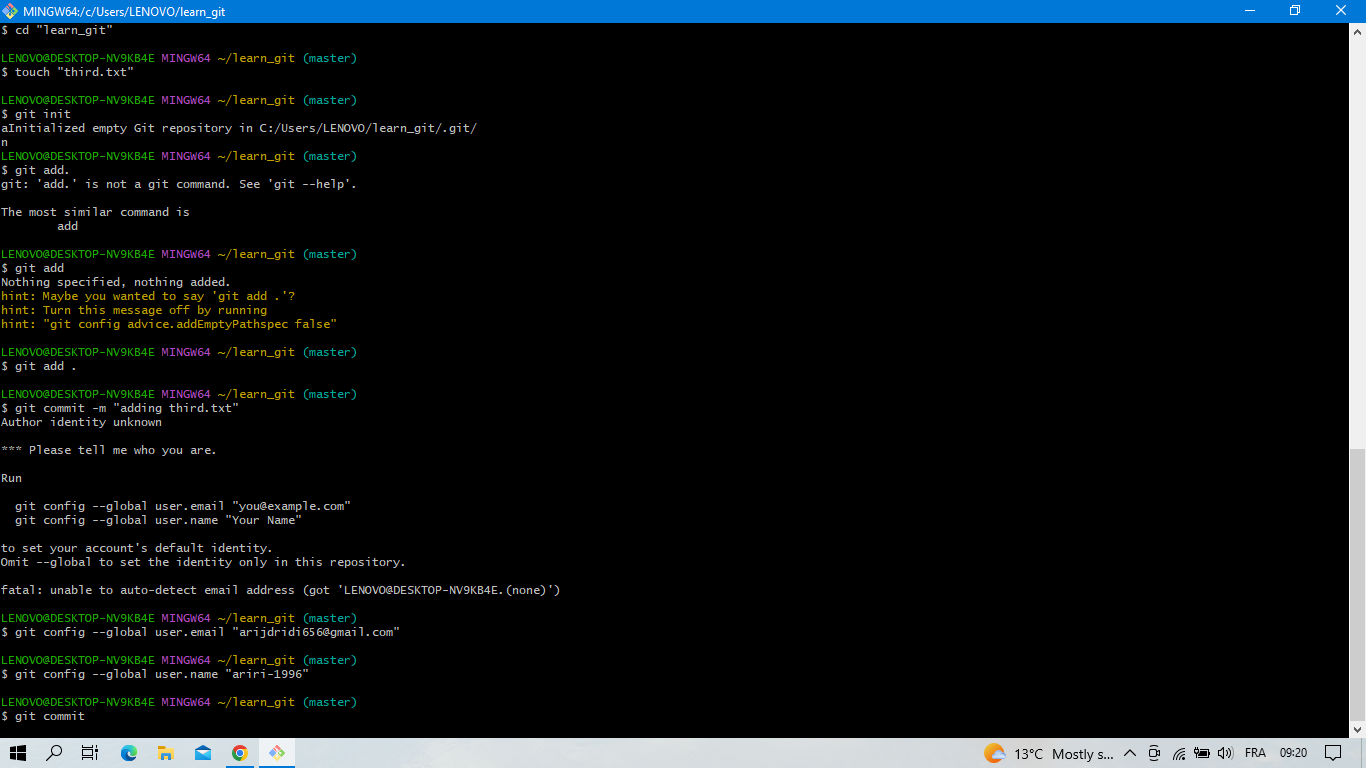 MINGW64:/c/Users/LENOVO/learn_git
$ cd "learn_git"
LENOVO@DESKTOP-NV9KB4E MINGW64 ~/learn_git (master)
$ touch "third.txt"
LENOVO@DESKTOP-NV9KB4E MINGW64 ~/learn_git (master)
$ git init
aInitialized empty Git repository in C:/Users/LENOVO/learn_git/.git/
n
LENOVO@DESKTOP-NV9KB4E MINGW64 ~/learn_git (master)
$ git add.
git: 'add.' is not a git command. See 'git --help'.
The most similar command is
add
LENOVO@DESKTOP-NV9KB4E MINGW64 ~/learn_git (master)
$ git add
Nothing specified, nothing added.
hint: Maybe you wanted to say 'git add .'?
hint: Turn this message off by running
hint: "git config advice.addEmptyPathspec false"
LENOVO@DESKTOP-NV9KB4E MINGW64 ~/learn_git (master)
$ git add .
LENOVO@DESKTOP-NV9KB4E MINGW64 ~/learn_git (master)
$ git commit -m "adding third.txt"
Author identity unknown
*** Please tell me who you are.
Run
git config --global user.email "you@example.com"
git config --global user.name "Your Name"
to set your account's default identity.
Omit --global to set the identity only in this repository.
fatal: unable to auto-detect email address (got 'LENOVO@DESKTOP-NV9KB4E.(none)')
LENOVO@DESKTOP-NV9KB4E MINGW64 ~/learn_git (master)
$ git config --global user.email "arijdridi656@gmail.com"
LENOVO@DESKTOP-NV9KB4E MINGW64 ~/learn_git (master)
$ git config --global user.name "ariri-1996"
LENOVO@DESKTOP-NV9KB4E MINGW64 ~/learn_git (master)
$ git commit
13°C Mostly s... FRA 09:20